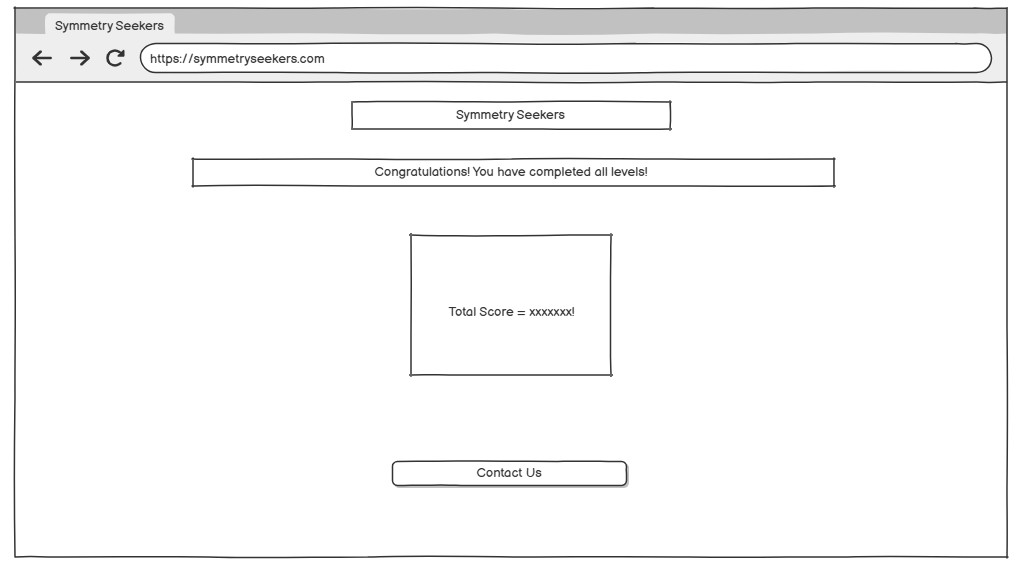 Symmetry Seekers
https://symmetryseekers.com
Symmetry Seekers
Congratulations! You have completed all levels!
Total Score = xxxxxxx!
Contact Us